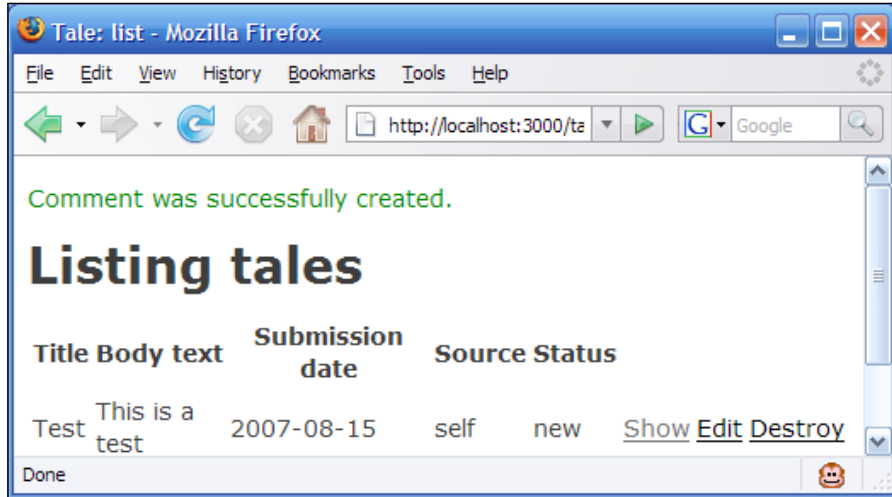 Tale: list - Mozilla Firefox
File Edit View History Bookmarks Tools Help
http://localhost:3000/ta G Google
Comment was successfully created.
Listing tales
Title Body text Submission date Source Status
Test This is a test 2007-08-15 self new Show Edit Destroy
Done